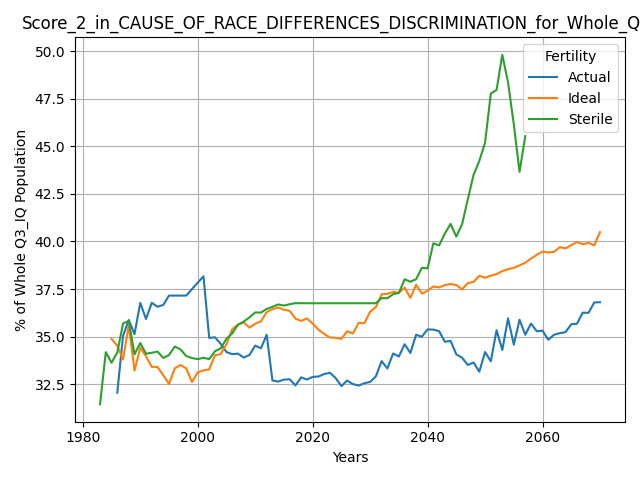 Score_2_in_CAUSE_OF_RACE_DIFFERENCES_DISCRIMINATION_for_Whole_Q
50.0
47.5
45.0
42.5
40.0
37.5
35.0
32.5
% of Whole Q3_IQ Population
Fertility
Actual
Ideal
Sterile
1980
2000
2020
2040
2060
Years